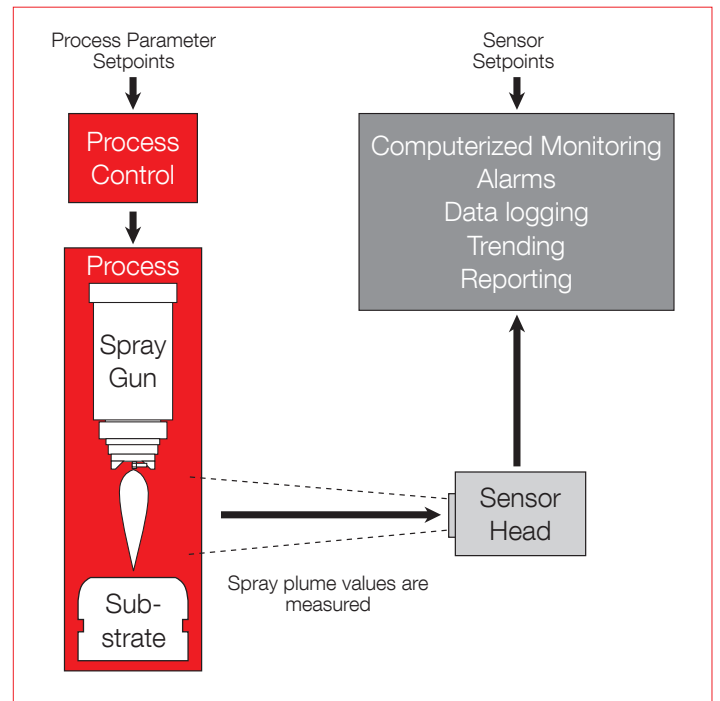 Process Parameter
Setpoints
Sensor
Setpoints
Process
Control
Computerized Monitoring
Alarms
Data logging
Trending
Reporting
Process
Spray
Gun
Sensor
Head
Spray plume values are
measured
Sub-
strate